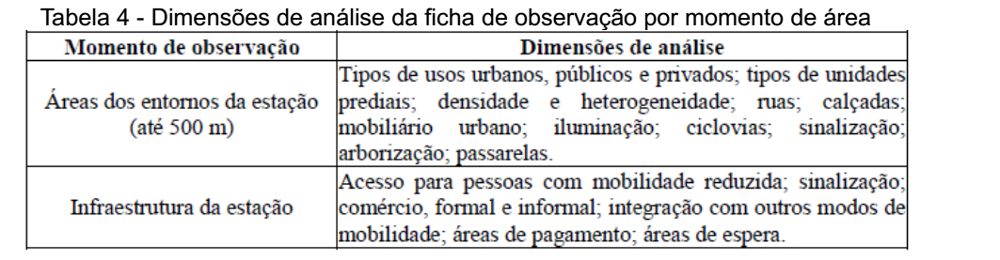 Tabela 4 - Dimensões de análise da ficha de observação por momento de área
Momento de observação
Dimensões de análise
Áreas dos entornos da estação
(até 500 m)
Tipos de usos urbanos, públicos e privados; tipos de unidades
prediais; densidade e heterogeneidade; ruas; calçadas;
mobiliário urbano; iluminação; ciclovias; sinalização;
arborização; passarelas.
Infraestrutura da estação
Acesso para pessoas com mobilidade reduzida; sinalização;
comércio, formal e informal; integração com outros modos de
mobilidade; áreas de pagamento; áreas de espera.